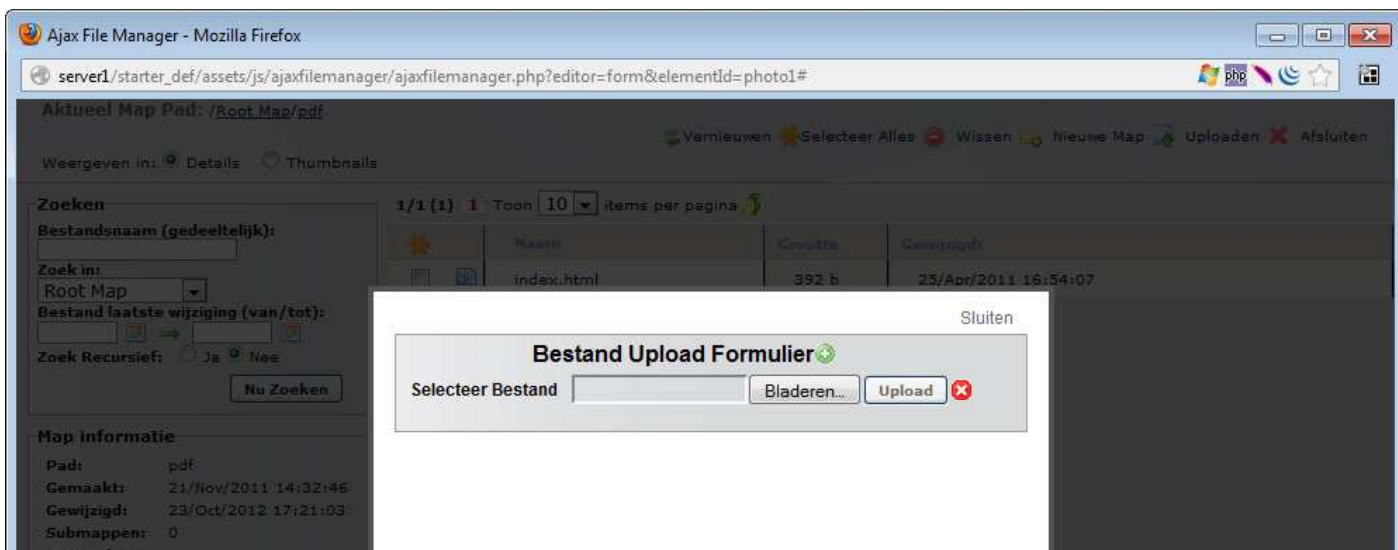 Ajax File Manager - Mozilla Firefox
server1/starter_def/assets/js/ajaxfilemanager/ajaxfilemanager.php?editor=form&elementId=photo1#
php
Aktueel Map Pad: /Root Map/pdf
Vernieuwen Selecteer Alles Wissen Nieuwe Map Uploaden Afsluiten
Weergeven in: Details Thumbnails
Zoeken
Bestandsnaam (gedeeltelijk):
Zoek in:
Root Map
Bestand laatste wijziging (van/tot):
Zoek Recursief: Ja Nee
Nu Zoeken
Map informatie
Pad: pdf
Gemaakt: 21/Nov/2011 14:32:46
Gewijzigd: 23/Oct/2012 17:21:03
Submappen: 0
1/1 (1) 1 Toon 10 items per pagina
Naam Grootte Gewijzigd:
index.html 392 b 25/Apr/2011 16:54:07
Sluiten
Bestand Upload Formulier
Selecteer Bestand Bladeren... Upload